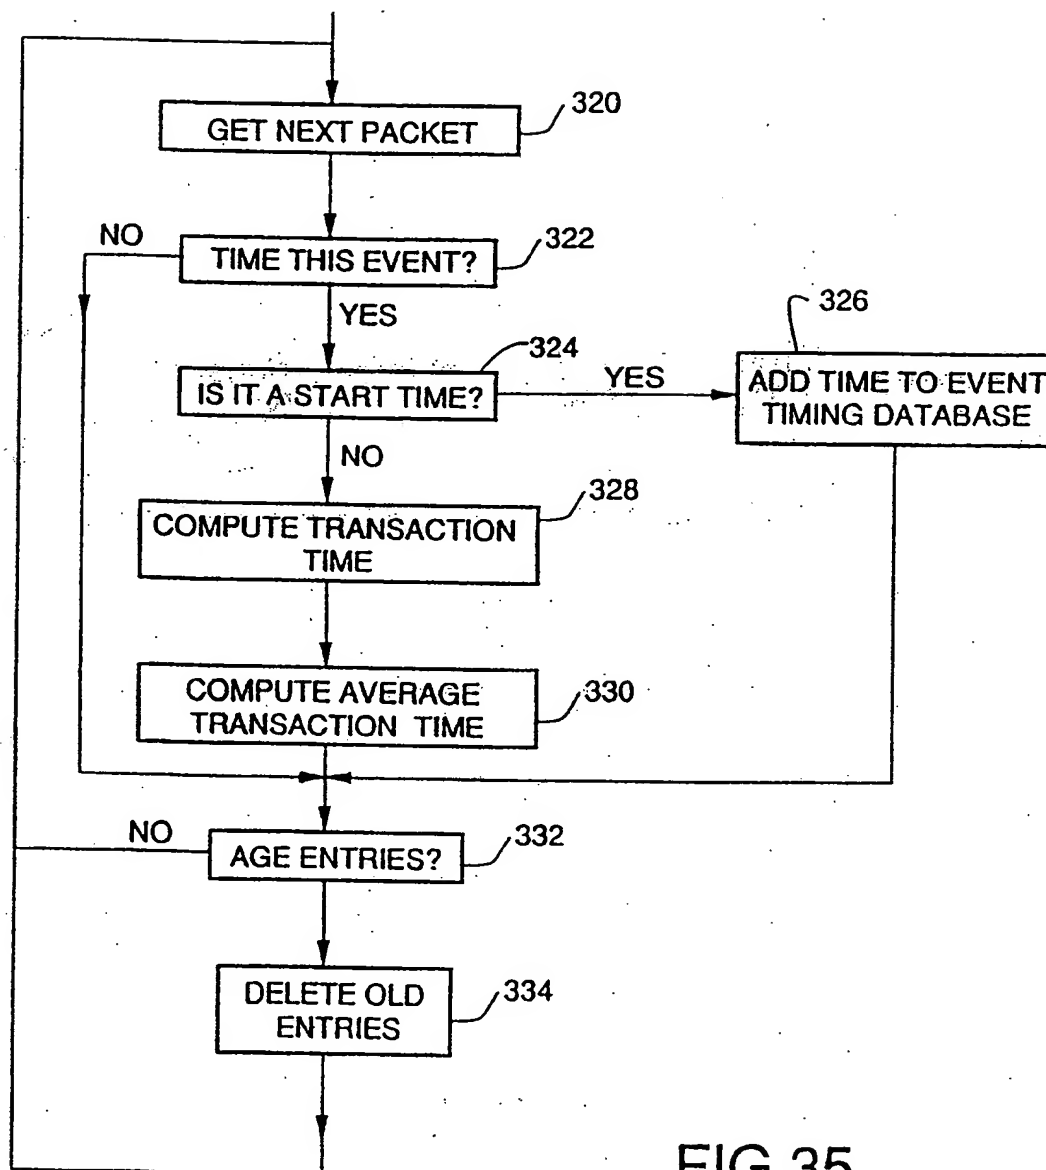 320
GET NEXT PACKET
NO
322
TIME THIS EVENT?
YES
326
324
IS IT A START TIME?
YES
ADD TIME TO EVENT
TIMING DATABASE
NO
328
COMPUTE TRANSACTION
TIME
COMPUTE AVERAGE
TRANSACTION TIME
330
NO
332
AGE ENTRIES?
DELETE OLD
ENTRIES
334
FIG.35